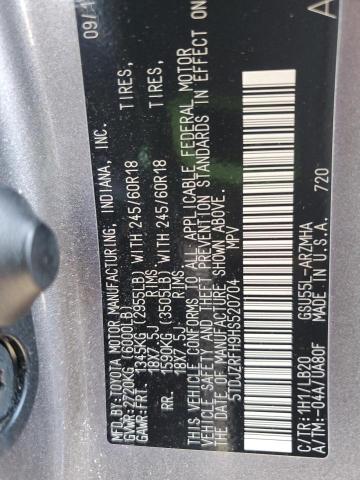 MFD. BY: TOYOTA MOTOR MANUFACTURING, INDIANA, INC. 09/1
GVWR: 2720KG (6000LB)
GAWR: FRT. 1345KG (2955LB) WITH 245/60R18 TIRES,
18X7.5J RIMS
RR. 1590KG (3505LB) WITH 245/60R18 TIRES,
18X7.5J RIMS
THIS VEHICLE CONFORMS TO ALL APPLICABLE FEDERAL MOTOR
VEHICLE SAFETY, BUMPER, AND THEFT PREVENTION STANDARDS IN EFFECT
ON THE DATE OF MANUFACTURE SHOWN ABOVE.
5TDJZRFH9HS520704 MPV
C/TR:1H1/LB20 GSU55L-ARZMHA
A/TM:-04A/UA80F MADE IN U.S.A. 720